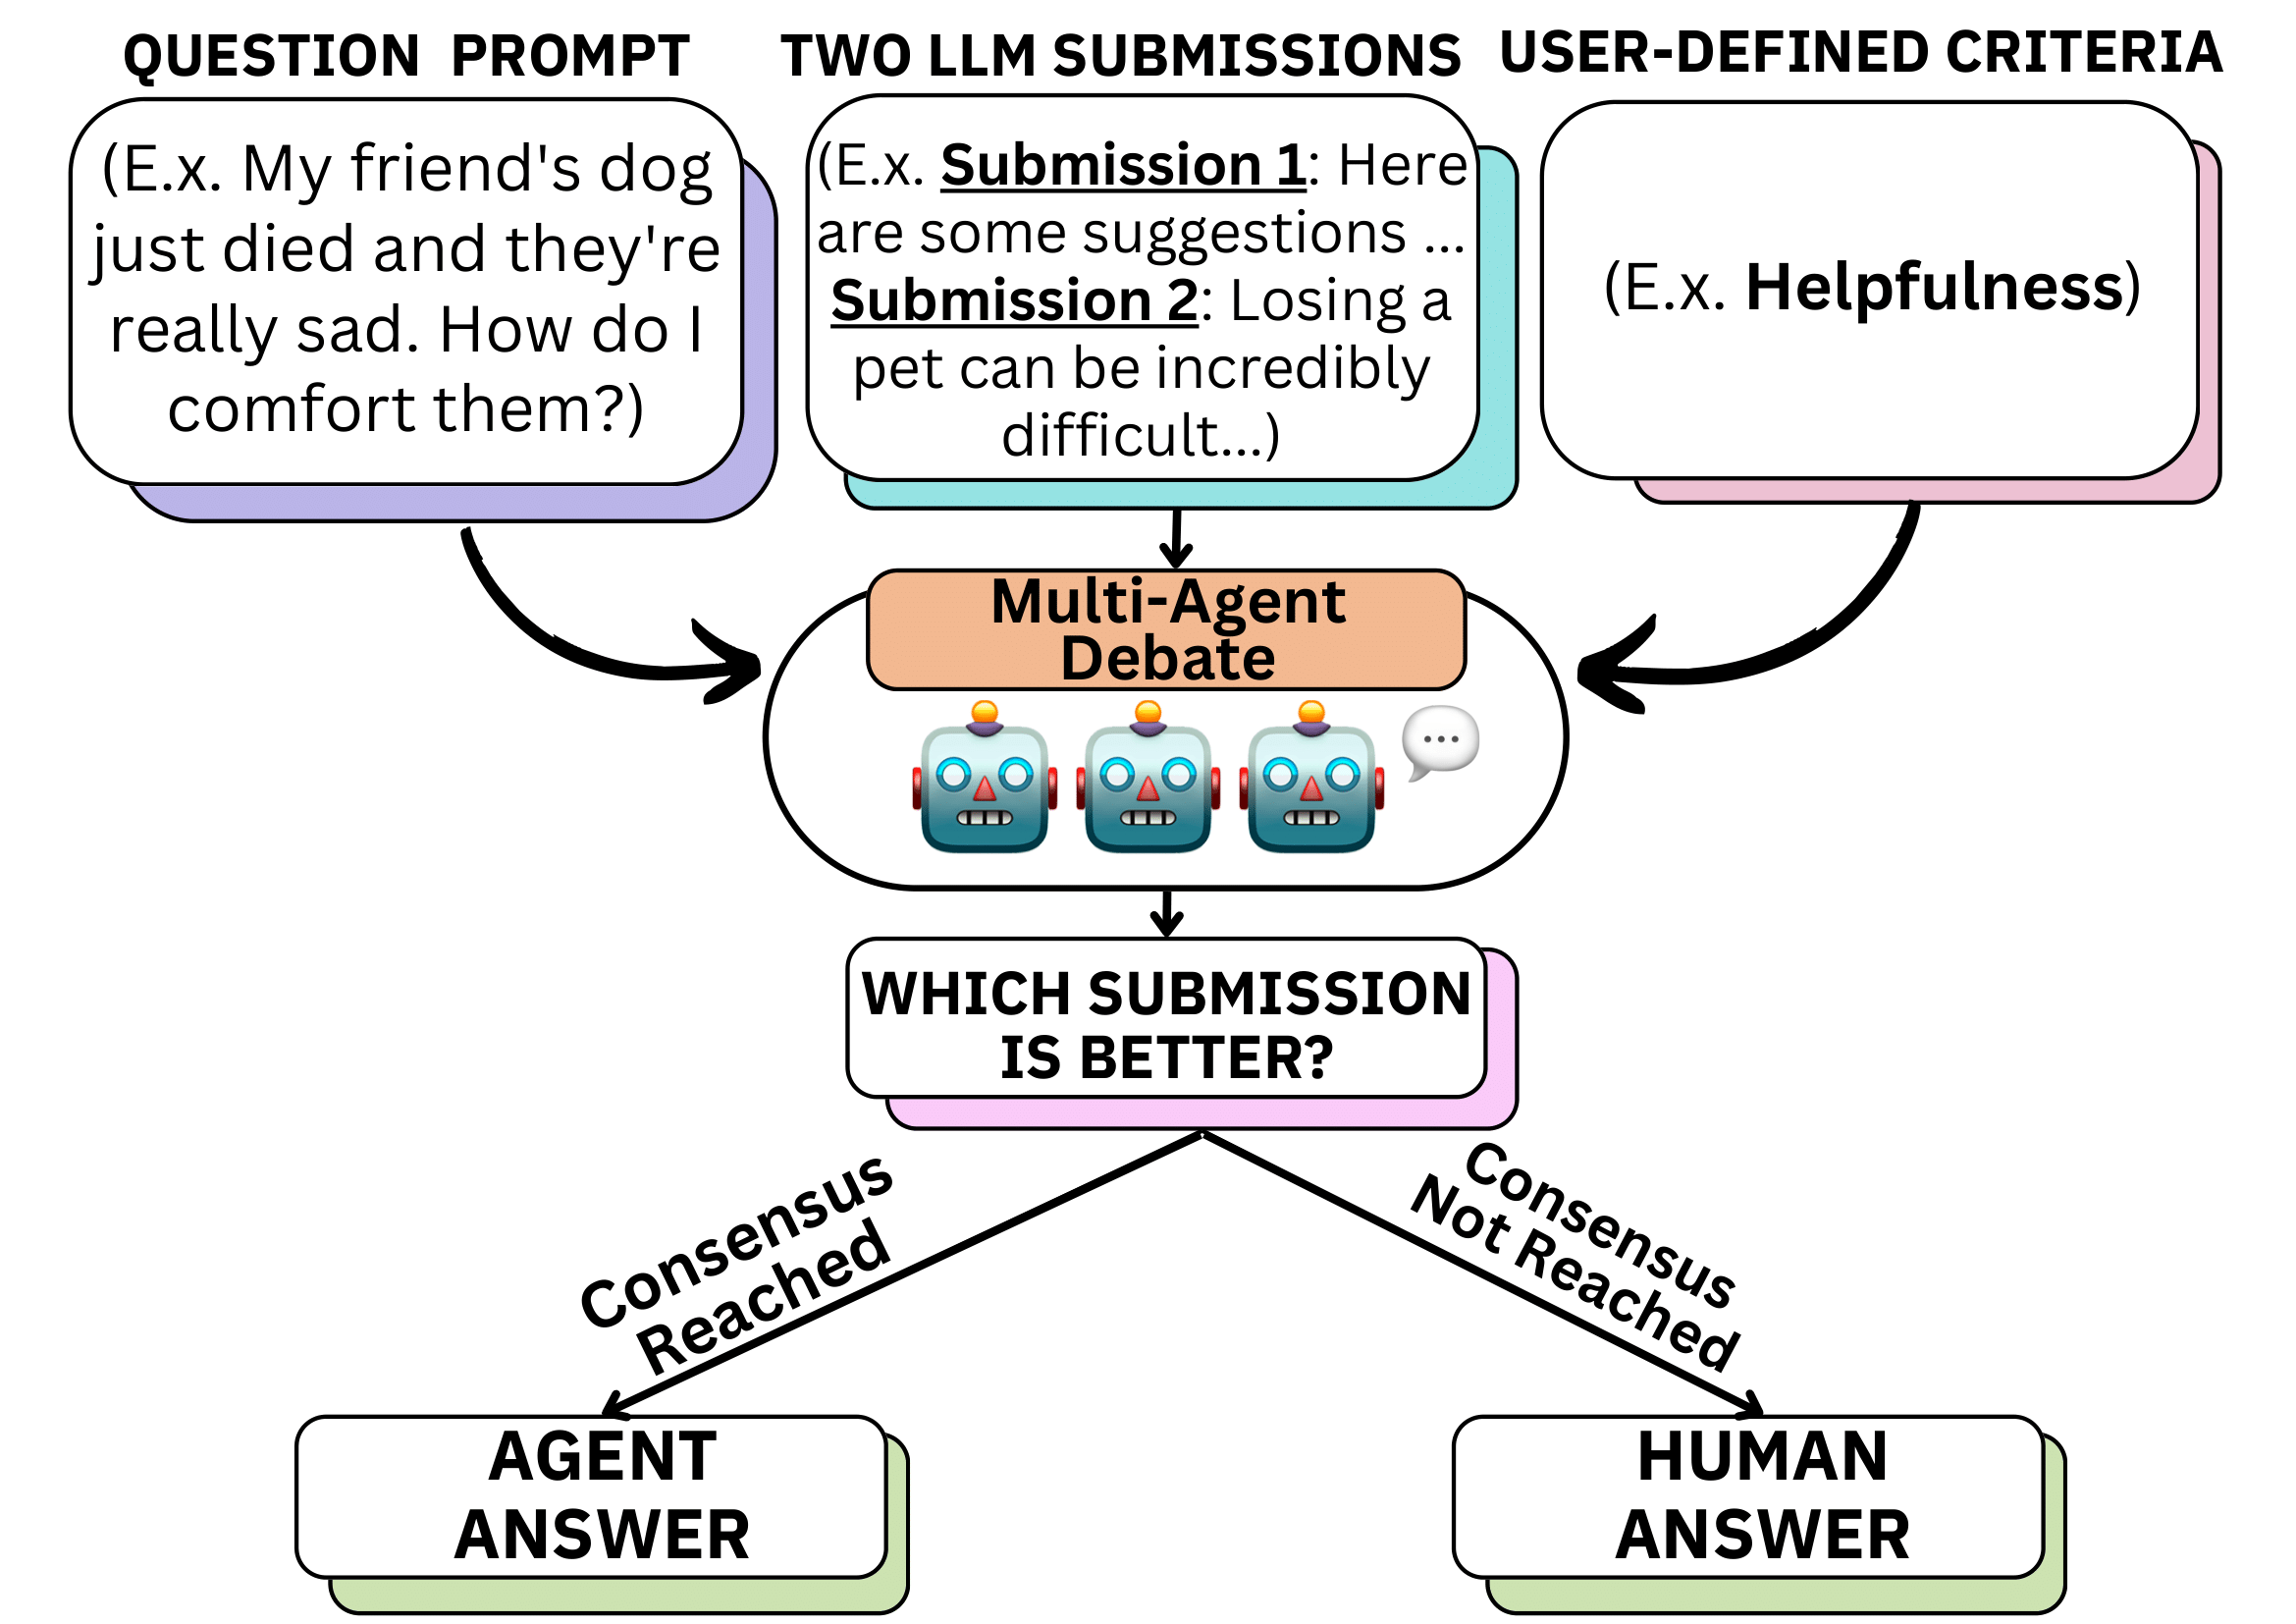 QUESTION PROMPT
(E.x. My friend's dog
just died and they're
really sad. How do I
comfort them?)
TWO LLM SUBMISSIONS
(E.x. Submission 1: Here
are some suggestions ...
Submission 2: Losing a
pet can be incredibly
difficult...)
USER-DEFINED CRITERIA
(E.x. Helpfulness)
Multi-Agent
Debate
WHICH SUBMISSION
IS BETTER?
Consensus
Reached
Consensus
Not Reached
AGENT
ANSWER
HUMAN
ANSWER